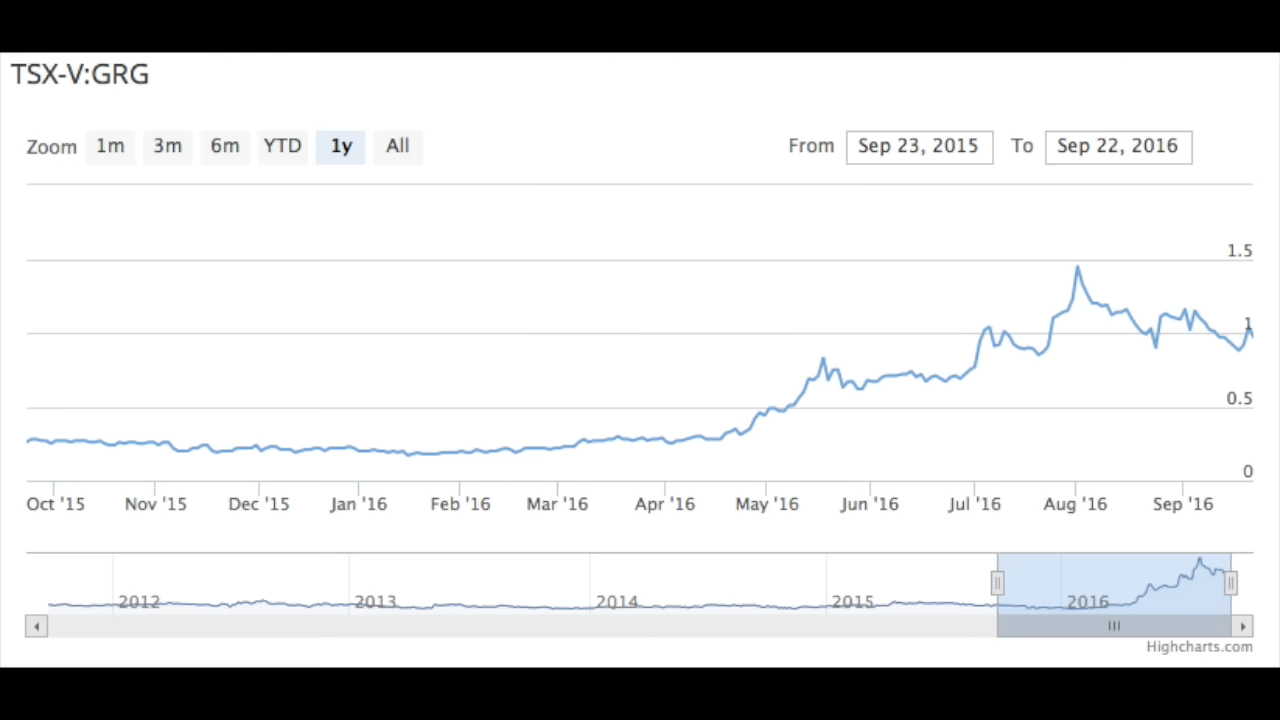 TSX-V:GRG
Zoom 1m 3m 6m YTD 1y All From Sep 23, 2015 To Sep 22, 2016
1.5
1
0.5
0
Oct '15 Nov '15 Dec '15 Jan '16 Feb '16 Mar '16 Apr '16 May '16 Jun '16 Jul '16 Aug '16 Sep '16
2012 2013 2014 2015 2016
Highcharts.com